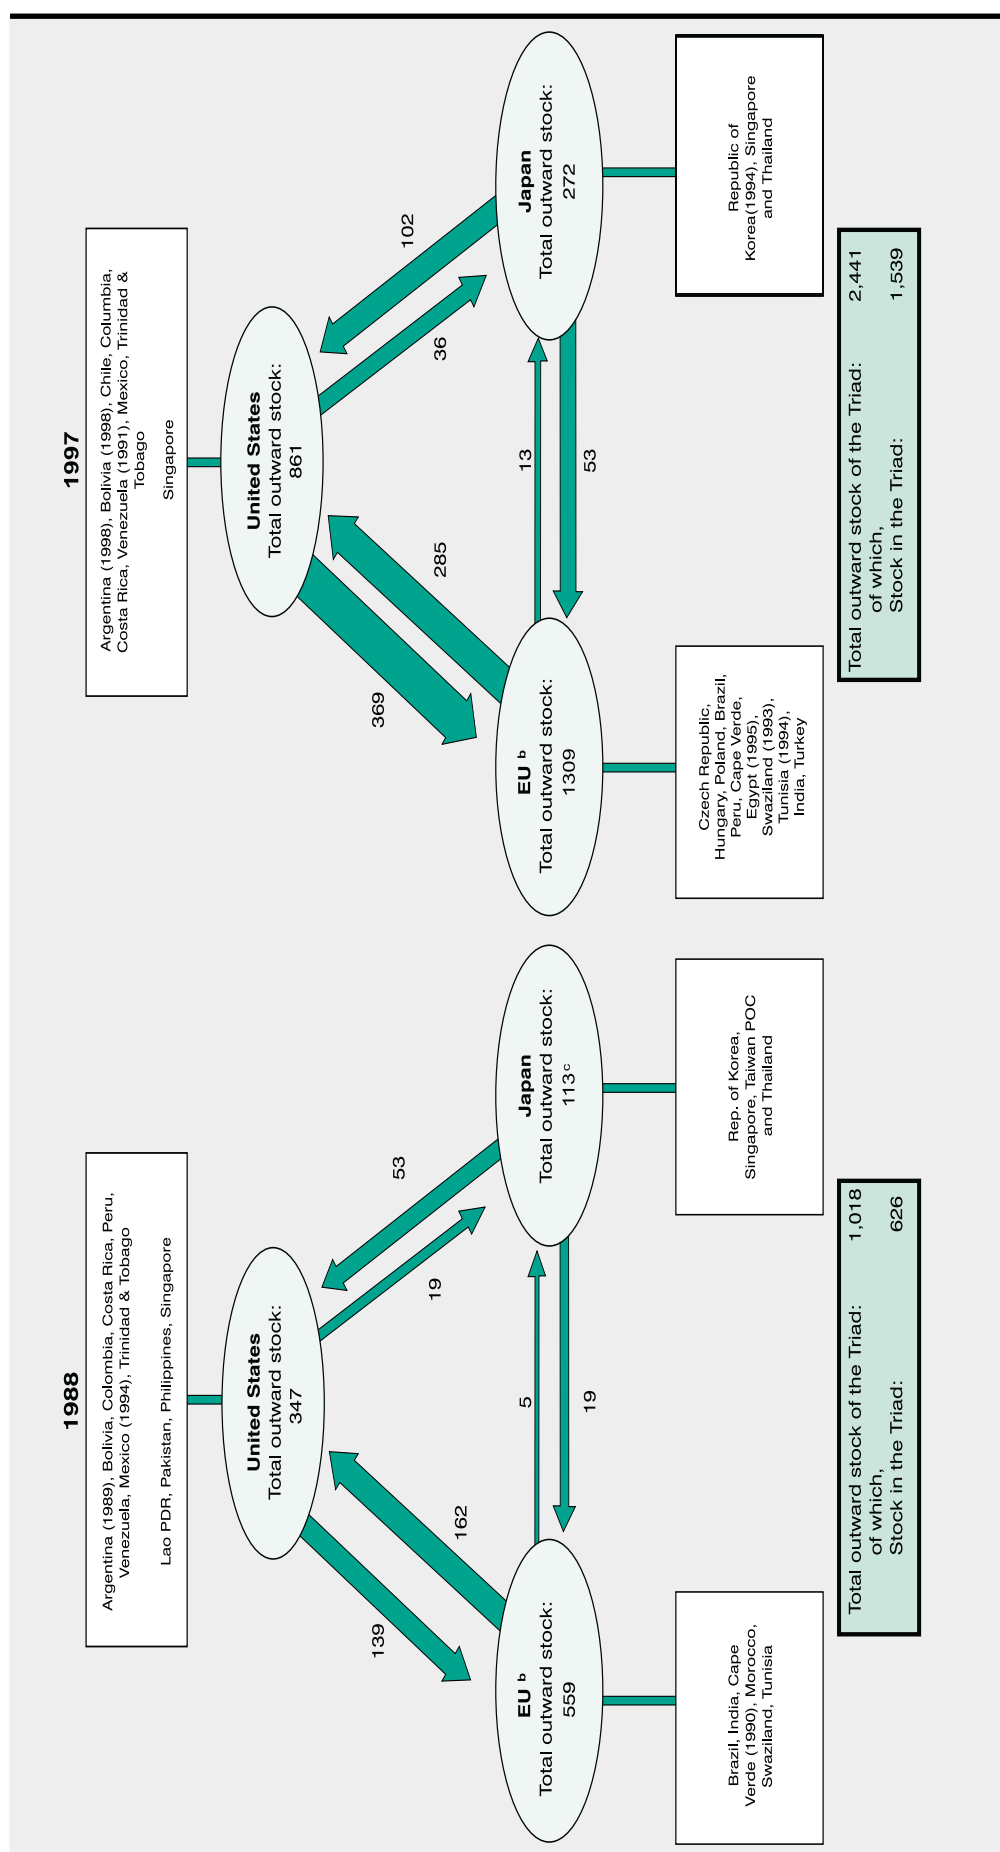 1988
Argentina (1989), Bolivia, Colombia, Costa Rica, Peru,
Venezuela, Mexico (1994), Trinidad & Tobago
Lao PDR, Pakistan, Philippines, Singapore
United States
Total outward stock:
347
139
162
53
19
EU b
Total outward stock:
559
5
19
Japan
Total outward stock:
113 c
Brazil, India, Cape
Verde (1990), Morocco,
Swaziland, Tunisia
Rep. of Korea,
Singapore, Taiwan POC
and Thailand
Total outward stock of the Triad: 1,018
of which,
Stock in the Triad: 626
1997
Argentina (1998), Bolivia (1998), Chile, Columbia,
Costa Rica, Venezuela (1991), Mexico, Trinidad &
Tobago
Singapore
United States
Total outward stock:
861
369
285
102
36
EU b
Total outward stock:
1309
13
53
Japan
Total outward stock:
272
Czech Republic,
Hungary, Poland, Brazil,
Peru, Cape Verde,
Egypt (1995),
Swaziland (1993),
Tunisia (1994),
India, Turkey
Republic of
Korea(1994), Singapore
and Thailand
Total outward stock of the Triad: 2,441
of which,
Stock in the Triad: 1,539